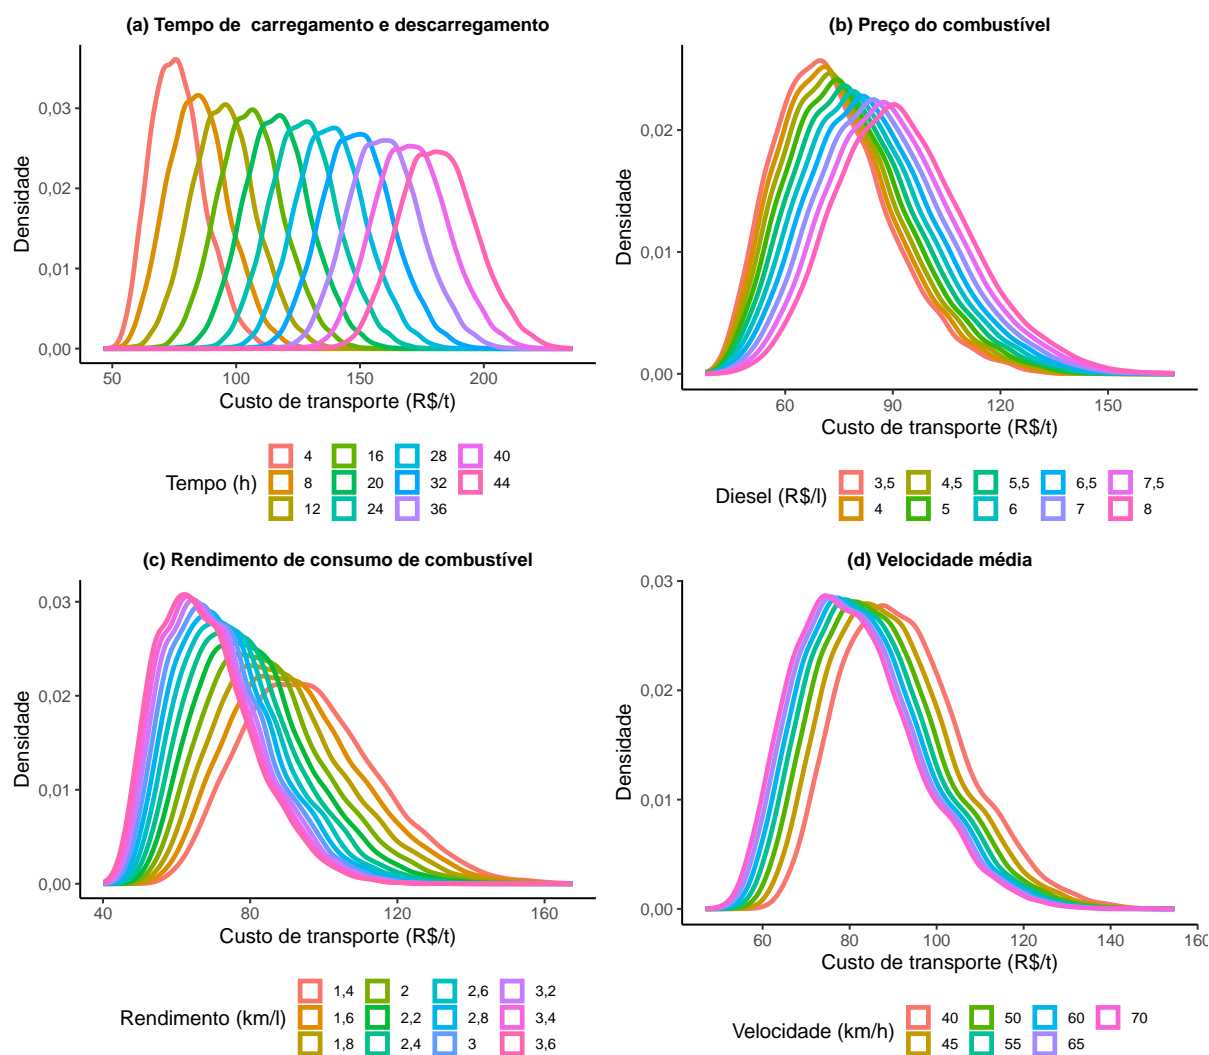 (a) Tempo de  carregamento e descarregamento
0,03
0,02
0,01
0,00
Densidade
50 100 150 200
Custo de transporte (R$/t)
Tempo (h)
4 16 28 40
8 20 32 44
12 24 36
(b) Preço do combustível
0,02
0,01
0,00
Densidade
60 90 120 150
Custo de transporte (R$/t)
Diesel (R$/l)
3,5 4,5 5,5 6,5 7,5
4 5 6 7 8
(c) Rendimento de consumo de combustível
0,03
0,02
0,01
0,00
Densidade
40 80 120 160
Custo de transporte (R$/t)
Rendimento (km/l)
1,4 2 2,6 3,2
1,6 2,2 2,8 3,4
1,8 2,4 3 3,6
(d) Velocidade média
0,03
0,02
0,01
0,00
Densidade
60 80 100 120 140 160
Custo de transporte (R$/t)
Velocidade (km/h)
40 50 60 70
45 55 65